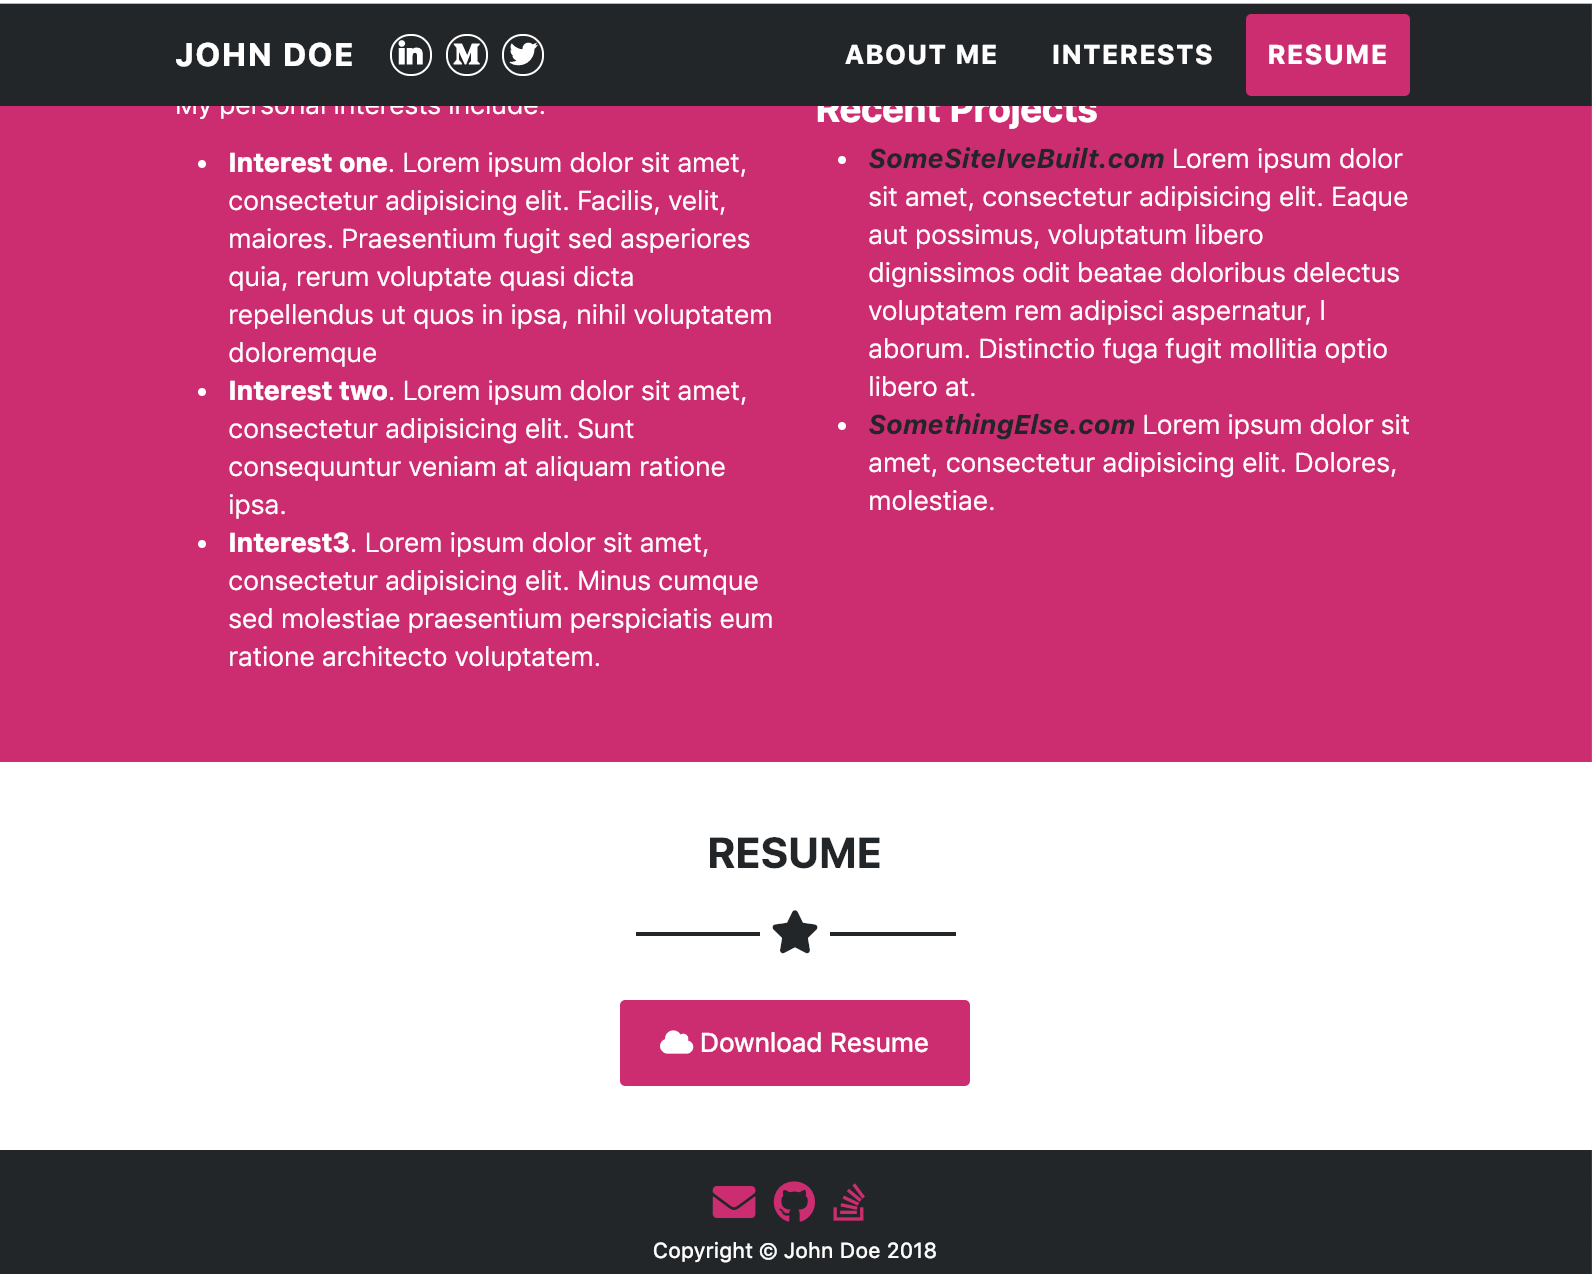 JOHN DOE
ABOUT ME
INTERESTS
RESUME
My personal interests include:
Interest one. Lorem ipsum dolor sit amet,
consectetur adipisicing elit. Facilis, velit,
maiores. Praesentium fugit sed asperiores
quia, rerum voluptate quasi dicta
repellendus ut quos in ipsa, nihil voluptatem
doloremque
Interest two. Lorem ipsum dolor sit amet,
consectetur adipisicing elit. Sunt
consequuntur veniam at aliquam ratione
ipsa.
Interest3. Lorem ipsum dolor sit amet,
consectetur adipisicing elit. Minus cumque
sed molestiae praesentium perspiciatis eum
ratione architecto voluptatem.
Recent Projects
SomeSiteIveBuilt.com Lorem ipsum dolor
sit amet, consectetur adipisicing elit. Eaque
aut possimus, voluptatum libero
dignissimos odit beatae doloribus delectus
voluptatem rem adipisci aspernatur, l
aborum. Distinctio fuga fugit mollitia optio
libero at.
SomethingElse.com Lorem ipsum dolor sit
amet, consectetur adipisicing elit. Dolores,
molestiae.
RESUME
Download Resume
Copyright © John Doe 2018